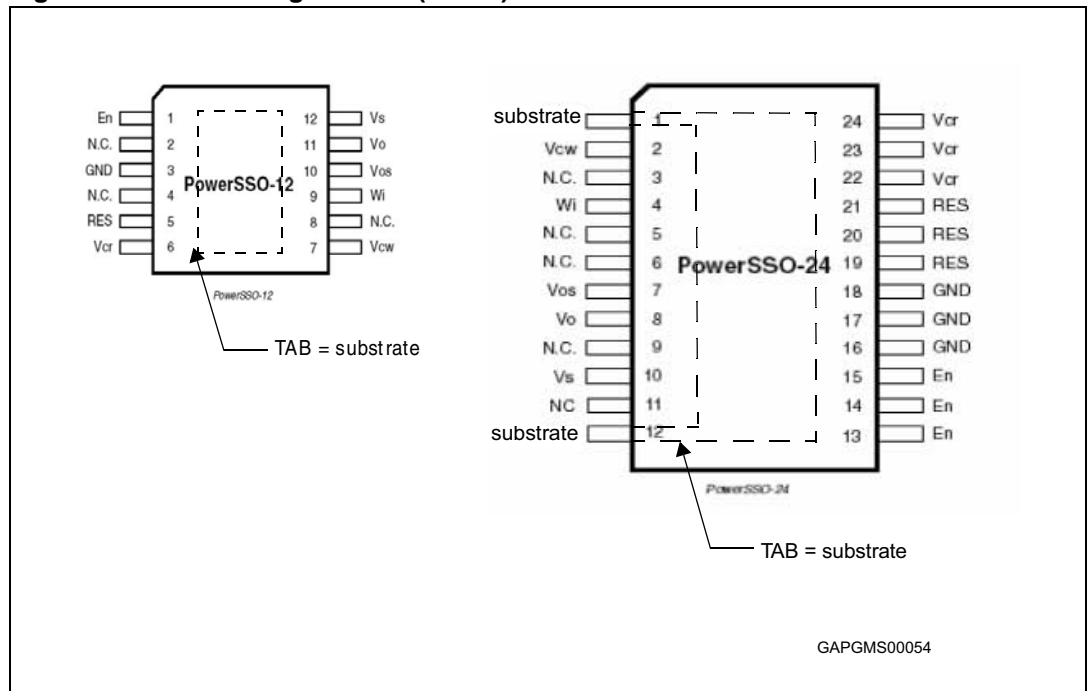 En 1 12 Vs
N.C. 2 11 Vo
GND 3 10 Vos
PowerSSO-12
N.C. 4 9 Wi
RES 5 8 N.C.
Vcr 6 7 Vcw
PowerSSO-12
TAB = substrate
substrate 1 24 Vcr
Vcw 2 23 Vcr
N.C. 3 22 Vcr
Wi 4 21 RES
N.C. 5 20 RES
N.C. 6 PowerSSO-24 19 RES
Vos 7 18 GND
Vo 8 17 GND
N.C. 9 16 GND
Vs 10 15 En
NC 11 14 En
substrate 12 13 En
PowerSSO-24
TAB = substrate
GAPGMS00054